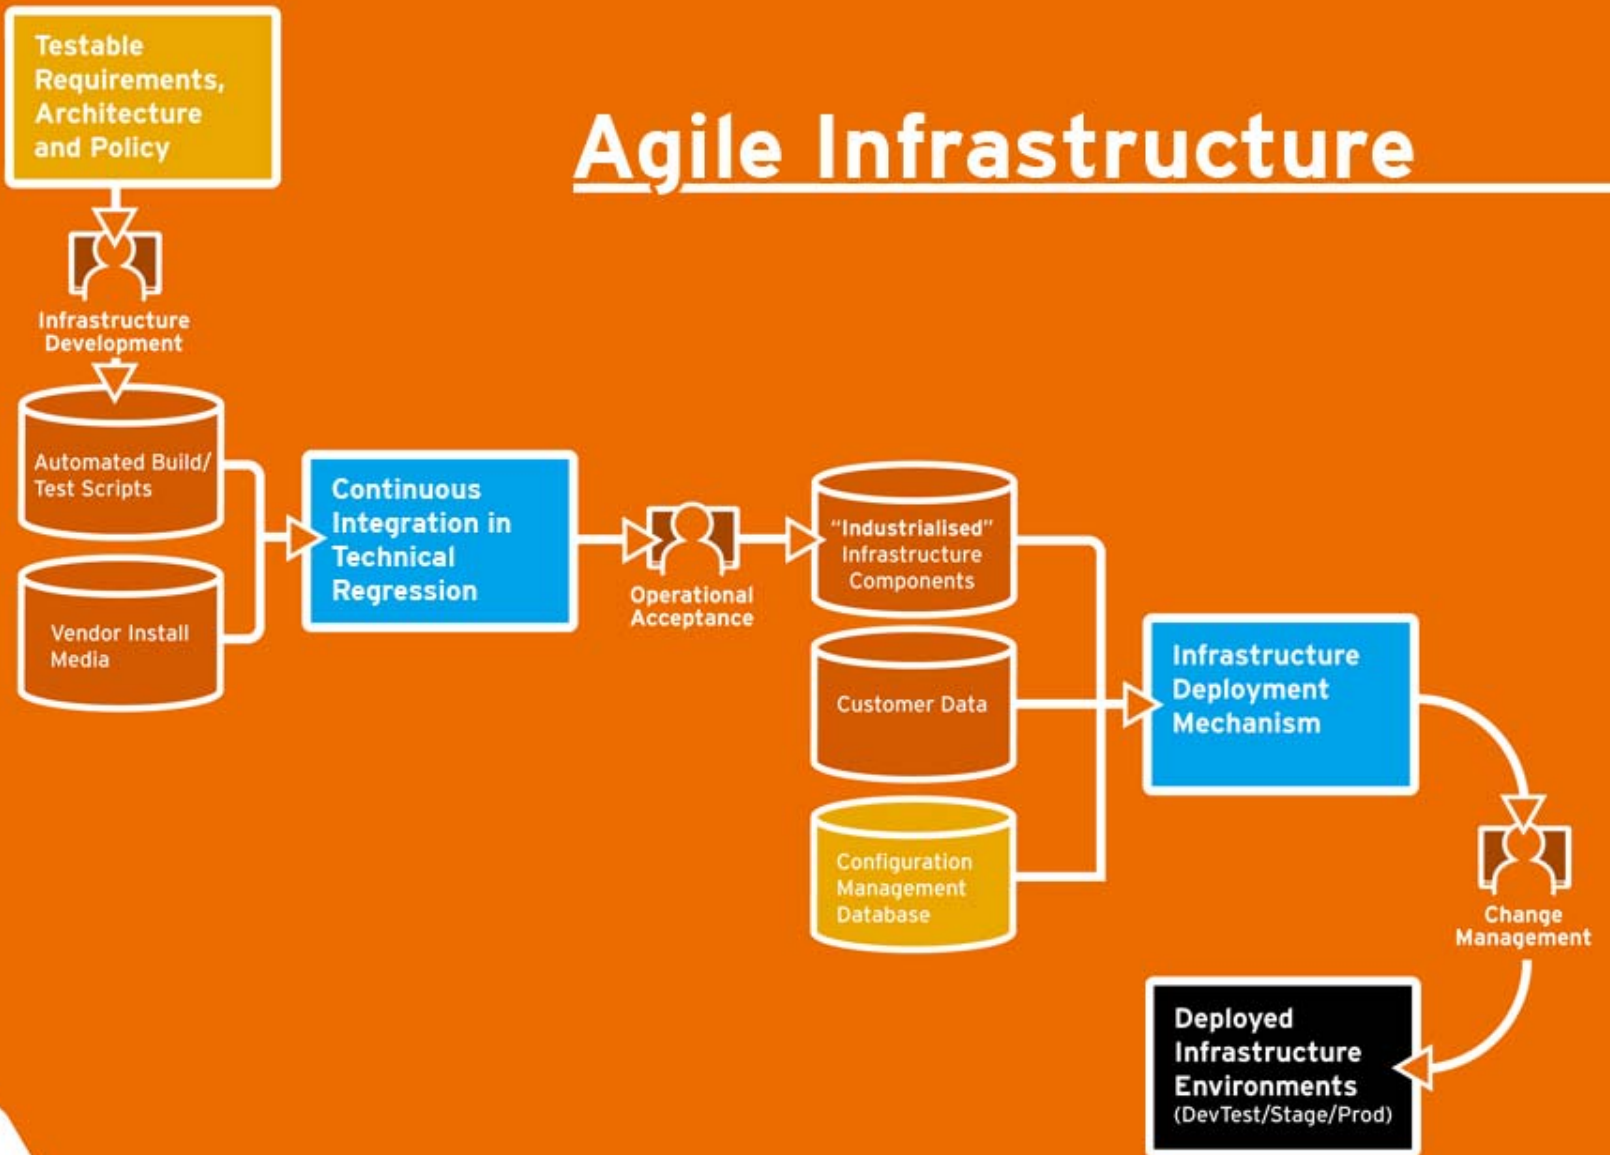 Agile Infrastructure
Testable
Requirements,
Architecture
and Policy
Infrastructure
Development
Automated Build/
Test Scripts
Vendor Install
Media
Continuous
Integration in
Technical
Regression
Operational
Acceptance
“Industrialised”
Infrastructure
Components
Customer Data
Configuration
Management
Database
Infrastructure
Deployment
Mechanism
Change
Management
Deployed
Infrastructure
Environments
(DevTest/Stage/Prod)